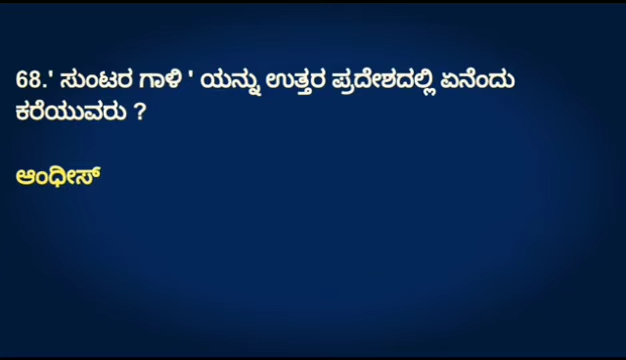 68.' ಸುಂಟರ ಗಾಳಿ ' ಯನ್ನು ಉತ್ತರ ಪ್ರದೇಶದಲ್ಲಿ ಏನೆಂದು
ಕರೆಯುವರು ?
ಆಂಧೀಸ್